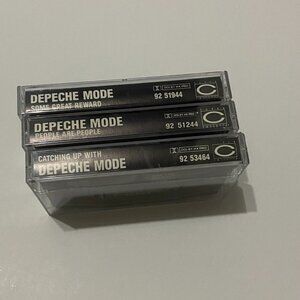 DEPECHE MODE
SOME GREAT REWARD
92 51944
DEPECHE MODE
PEOPLE ARE PEOPLE
92 51244
CATCHING UP WITH
DEPECHE MODE
92 53464